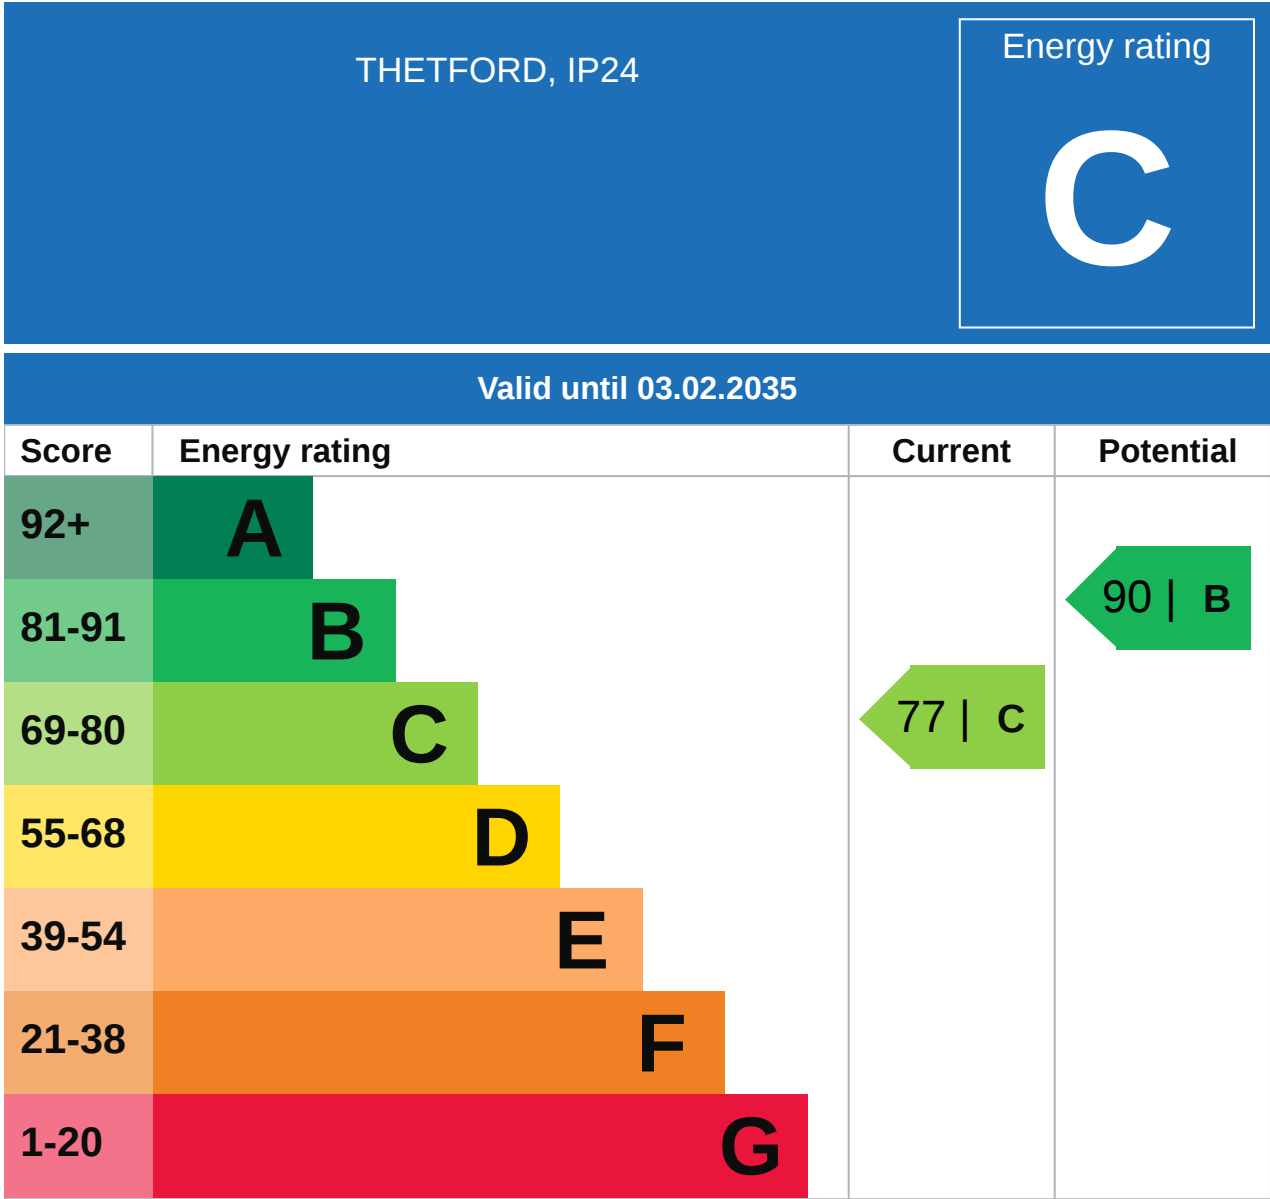 THETFORD, IP24
Energy rating
C
Valid until 03.02.2035
Score Energy rating Current Potential
92+ A
81-91 B
90 | B
69-80 C
77 | C
55-68 D
39-54 E
21-38 F
1-20 G